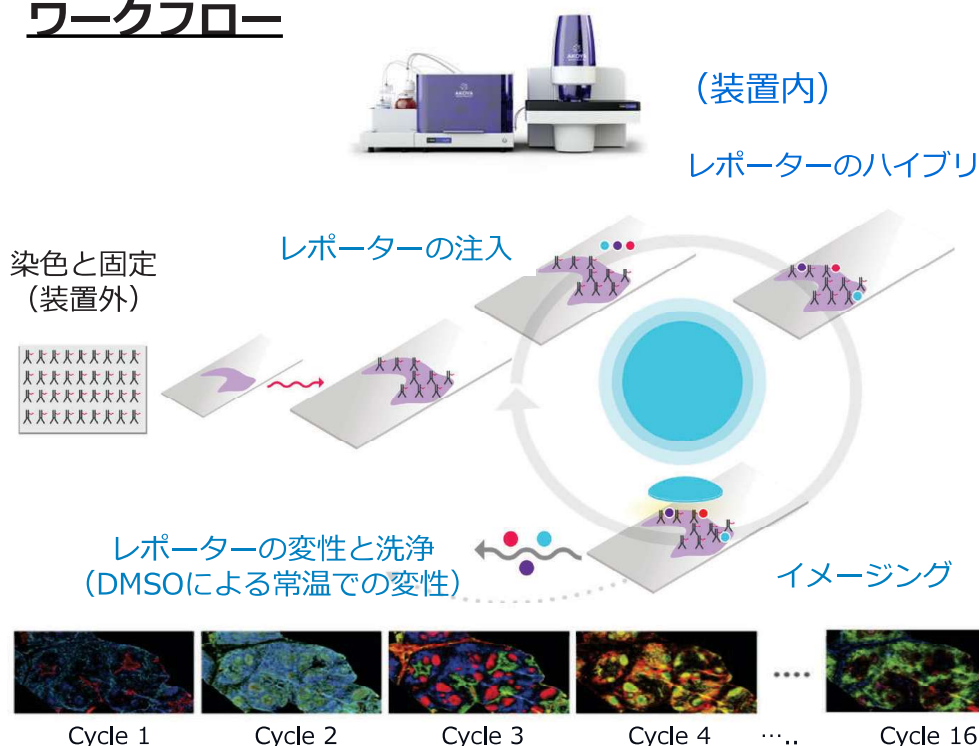 ワークフロー
AKOYA
AKOYA
（装置内）
レポーターのハイブリ
レポーターの注入
染色と固定
（装置外）
レポーターの変性と洗浄
（DMSOによる常温での変性）
イメージング
Cycle 1
Cycle 2
Cycle 3
Cycle 4
…..
Cycle 16